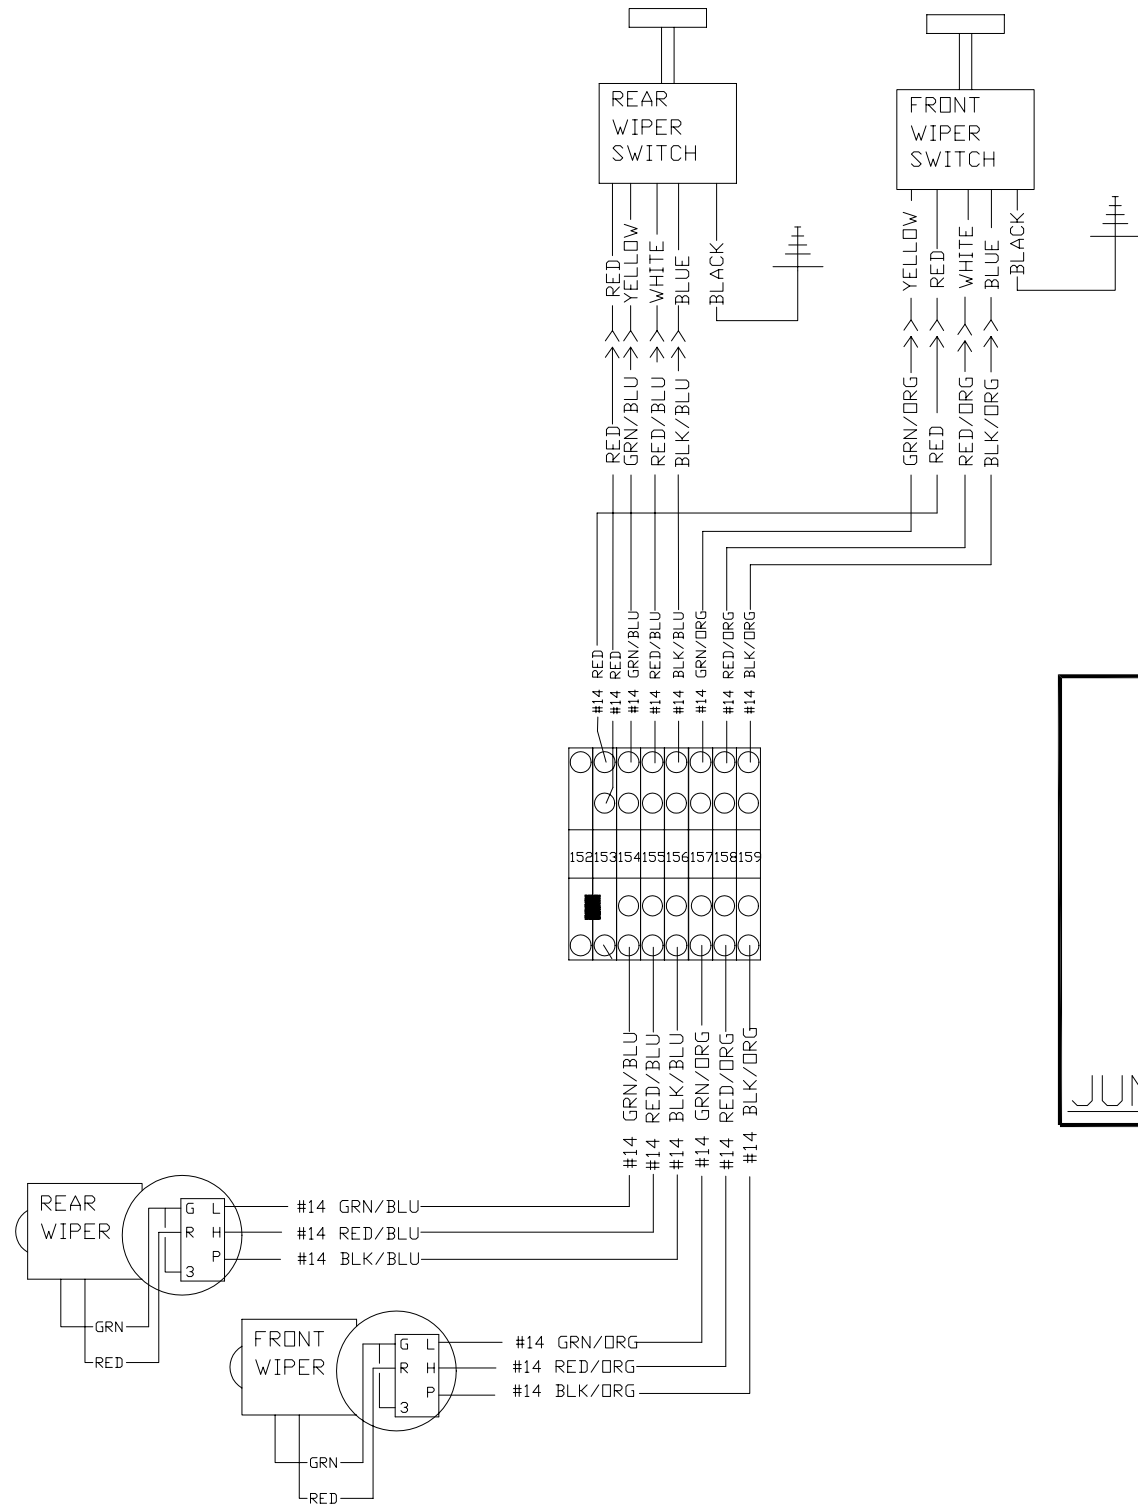 REAR
WIPER
SWITCH
FRONT
WIPER
SWITCH
RED
YELLOW
WHITE
BLUE
BLACK
YELLOW
RED
WHITE
BLUE
BLACK
RED
GRN/BLU
RED/BLU
BLK/BLU
GRN/ORG
RED
RED/ORG
BLK/ORG
#14 RED
#14 RED
#14 GRN/BLU
#14 RED/BLU
#14 BLK/BLU
#14 GRN/ORG
#14 RED/ORG
#14 BLK/ORG
152 153 154 155 156 157 158 159
#14 GRN/BLU
#14 RED/BLU
#14 BLK/BLU
#14 GRN/ORG
#14 RED/ORG
#14 BLK/ORG
REAR
WIPER
G L
R H
P
3
#14 GRN/BLU
#14 RED/BLU
#14 BLK/BLU
GRN
RED
FRONT
WIPER
G L
R H
P
3
#14 GRN/ORG
#14 RED/ORG
#14 BLK/ORG
GRN
RED